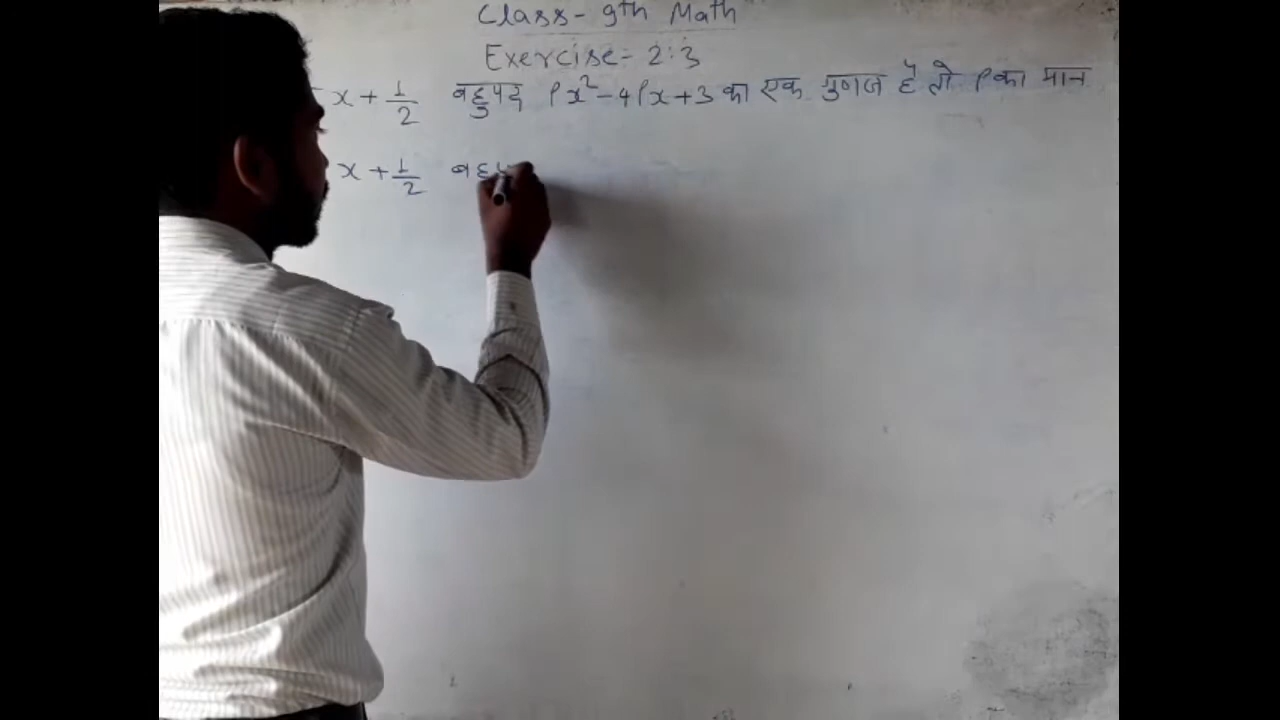 Class- 9th Math
Exercise- 2:3
x + 1/2 बहुपद Px² - 4Px + 3 का एक गुणज है तो P का मान
x + 1/2